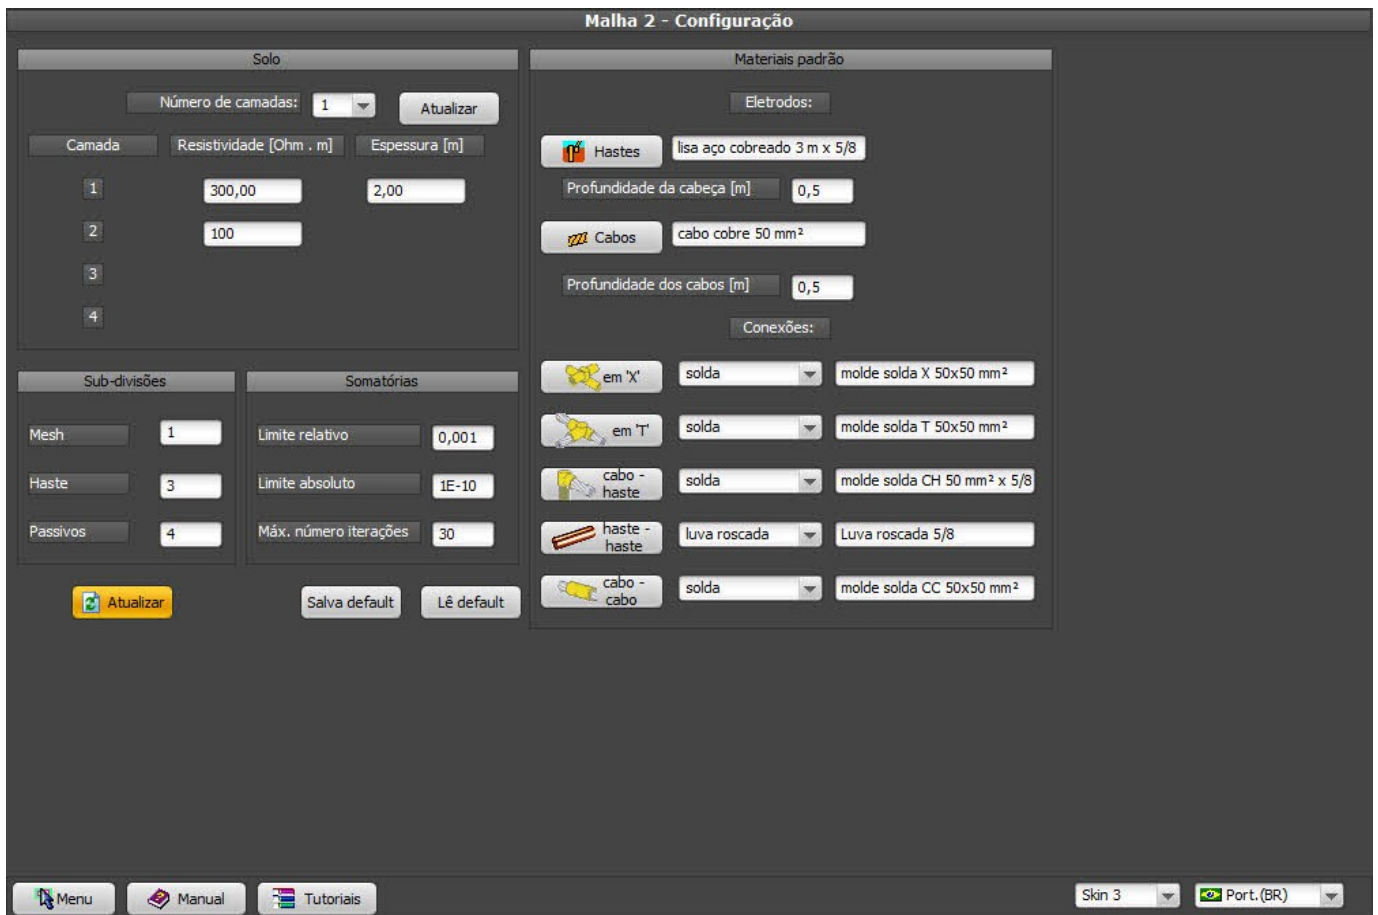 Malha 2 - Configuração
Solo
Número de camadas: 1 Atualizar
Camada Resistividade [Ohm . m] Espessura [m]
1 300,00 2,00
2 100
3
4
Sub-divisões
Mesh 1
Haste 3
Passivos 4
Somatórias
Limite relativo 0,001
Limite absoluto 1E-10
Máx. número iterações 30
Atualizar Salva default Lê default
Materiais padrão
Eletrodos:
Hastes lisa aço cobreado 3 m x 5/8
Profundidade da cabeça [m] 0,5
Cabos cabo cobre 50 mm²
Profundidade dos cabos [m] 0,5
Conexões:
em 'X' solda molde solda X 50x50 mm²
em 'T' solda molde solda T 50x50 mm²
cabo -
haste solda molde solda CH 50 mm² x 5/8
haste -
haste luva roscada Luva roscada 5/8
cabo -
cabo solda molde solda CC 50x50 mm²
Menu Manual Tutoriais Skin 3 Port.(BR)